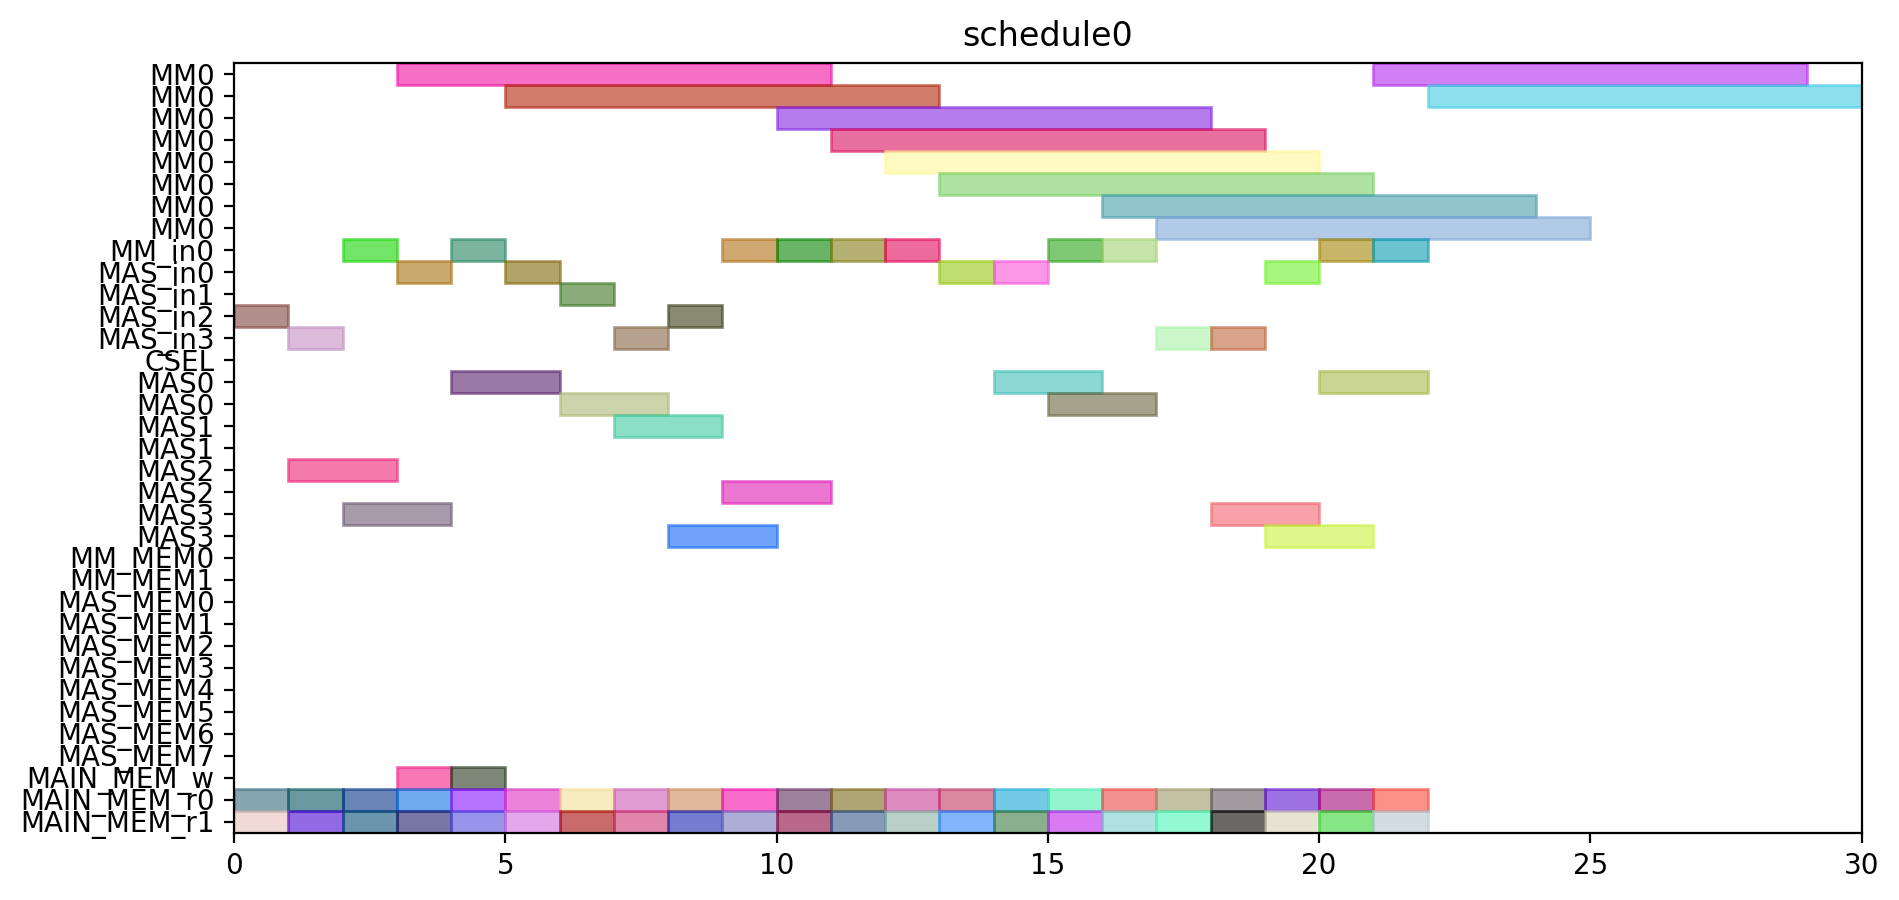 schedule0
MM0
MM0
MM0
MM0
MM0
MM0
MM0
MM0
MM_in0
MAS_in0
MAS_in1
MAS_in2
MAS_in3
CSEL
MAS0
MAS0
MAS1
MAS1
MAS2
MAS2
MAS3
MAS3
MM_MEM0
MM_MEM1
MAS_MEM0
MAS_MEM1
MAS_MEM2
MAS_MEM3
MAS_MEM4
MAS_MEM5
MAS_MEM6
MAS_MEM7
MAIN_MEM_w
MAIN_MEM_r0
MAIN_MEM_r1
0 5 10 15 20 25 30